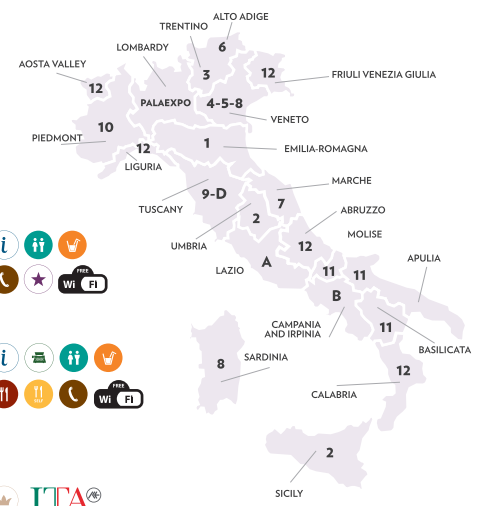 ALTO ADIGE
TRENTINO
6
LOMBARDY
AOSTA VALLEY
3
12
FRIULI VENEZIA GIULIA
12
PALAEXPO
4-5-8
VENETO
10
PIEDMONT
12
1
EMILIA-ROMAGNA
LIGURIA
MARCHE
9-D
7
TUSCANY
2
ABRUZZO
UMBRIA
12
MOLISE
A
LAZIO
11
11
APULIA
B
i
FREE
Wi Fi
CAMPANIA
AND IRPINIA
11
BASILICATA
8
SARDINIA
12
CALABRIA
i
SELF
FREE
Wi Fi
2
SICILY
ITA